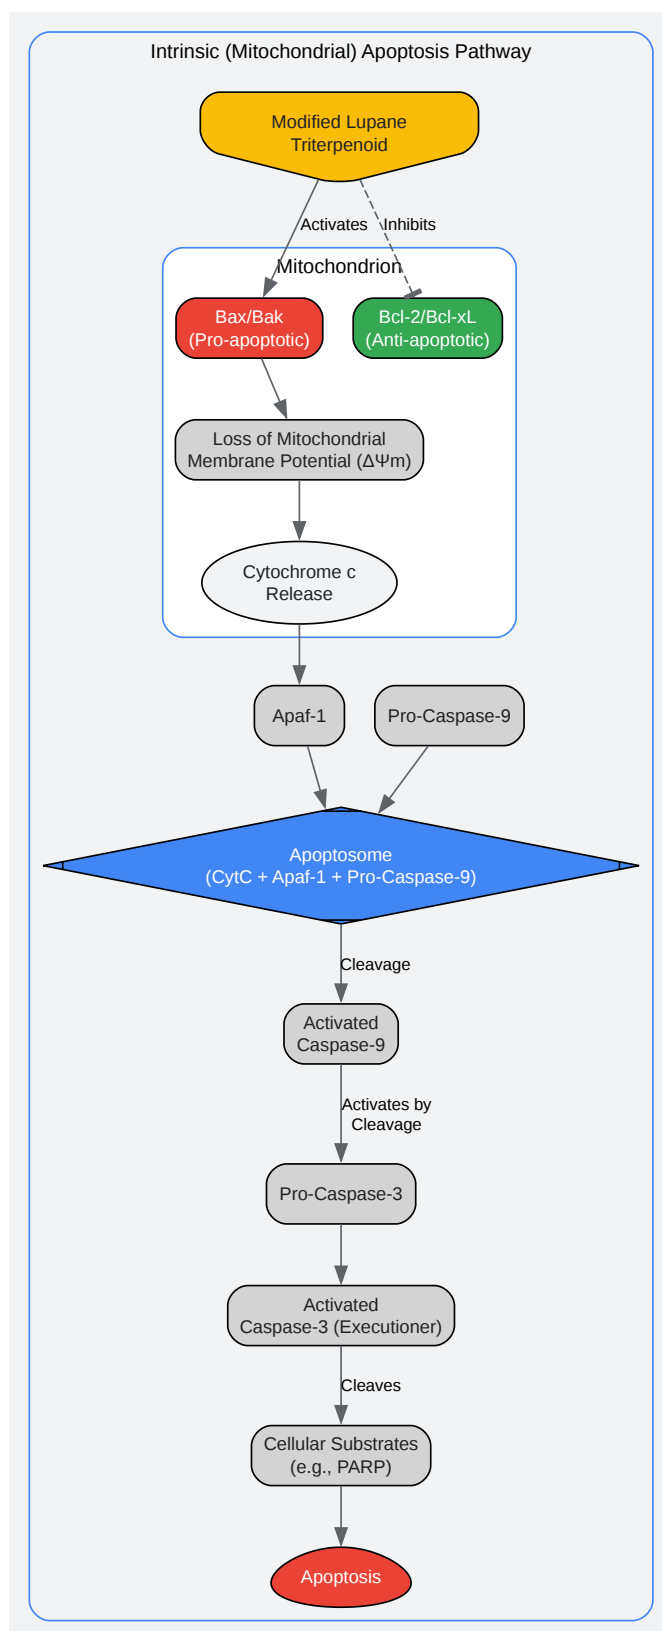 Intrinsic (Mitochondrial) Apoptosis Pathway
Modified Lupane
Triterpenoid
Activates
Inhibits
Mitochondrion
Bax/Bak
(Pro-apoptotic)
Bcl-2/Bcl-xL
(Anti-apoptotic)
Loss of Mitochondrial
Membrane Potential (ΔΨm)
Cytochrome c
Release
Apaf-1
Pro-Caspase-9
Apoptosome
(CytC + Apaf-1 + Pro-Caspase-9)
Cleavage
Activated
Caspase-9
Activates by
Cleavage
Pro-Caspase-3
Activated
Caspase-3 (Executioner)
Cleaves
Cellular Substrates
(e.g., PARP)
Apoptosis